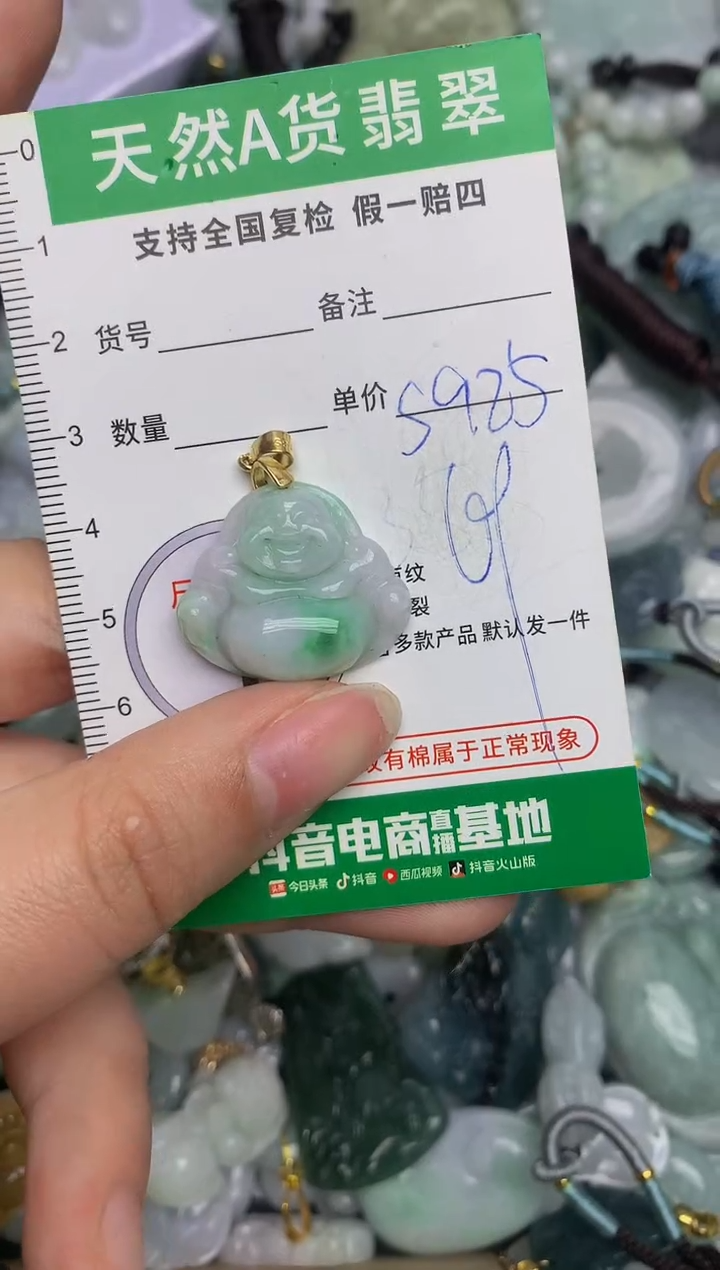 天然A货翡翠
支持全国复检 假一赔四
0
1
2
3
4
5
6
货号 备注
数量 单价 5925
纹
裂
多款产品 默认发一件
有棉属于正常现象
抖音电商直播基地
头条 今日头条 抖音 西瓜视频 抖音火山版